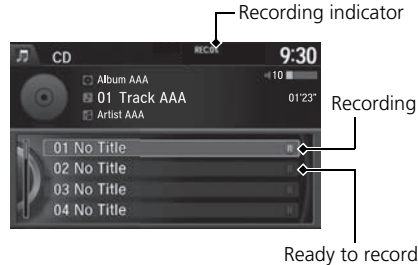 Recording indicator
CD
9:30
Album AAA
10
01 Track AAA
01'23"
Artist AAA
Recording
01 No Title
R
02 No Title
03 No Title
04 No Title
Ready to record